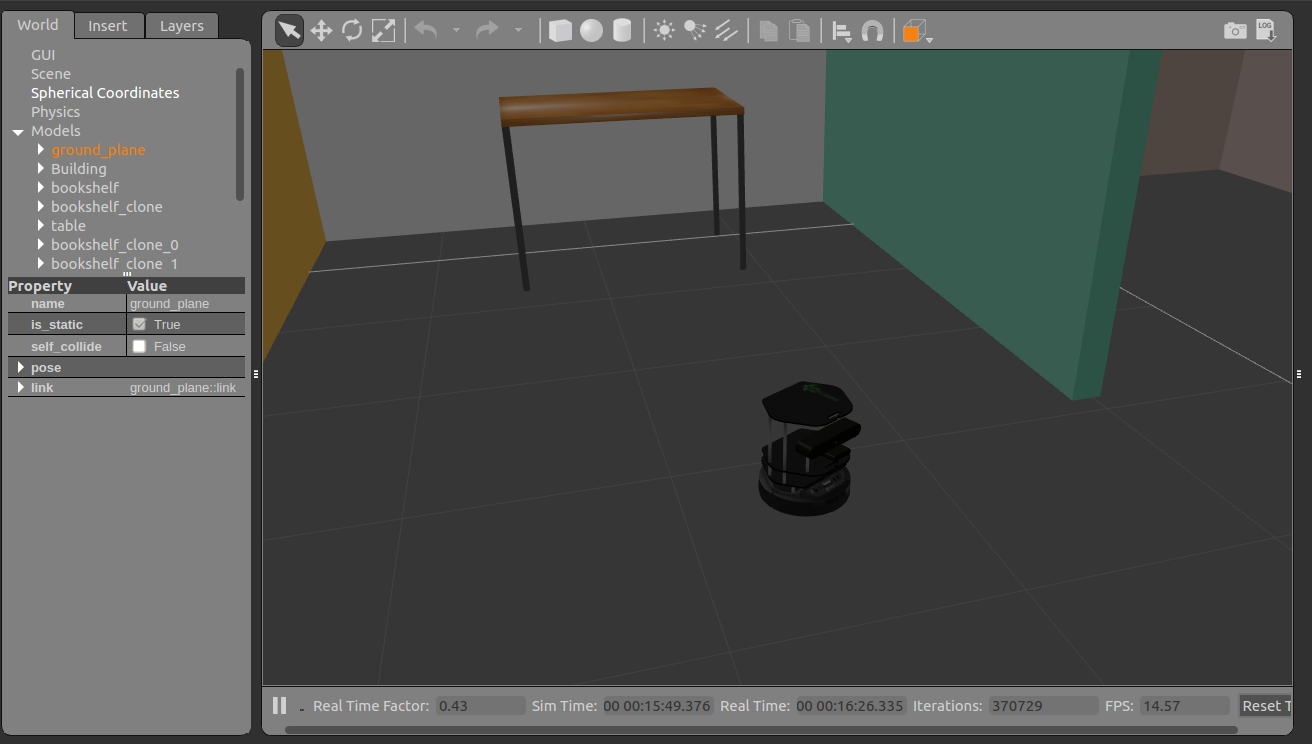 World Insert Layers
GUI
Scene
Spherical Coordinates
Physics
Models
ground_plane
Building
bookshelf
bookshelf_clone
table
bookshelf_clone_0
bookshelf_clone_1
Property Value
name ground_plane
is_static True
self_collide False
pose
link ground_plane::link
LOG
Real Time Factor: 0.43 Sim Time: 00 00:15:49.376 Real Time: 00 00:16:26.335 Iterations: 370729 FPS: 14.57 Reset T